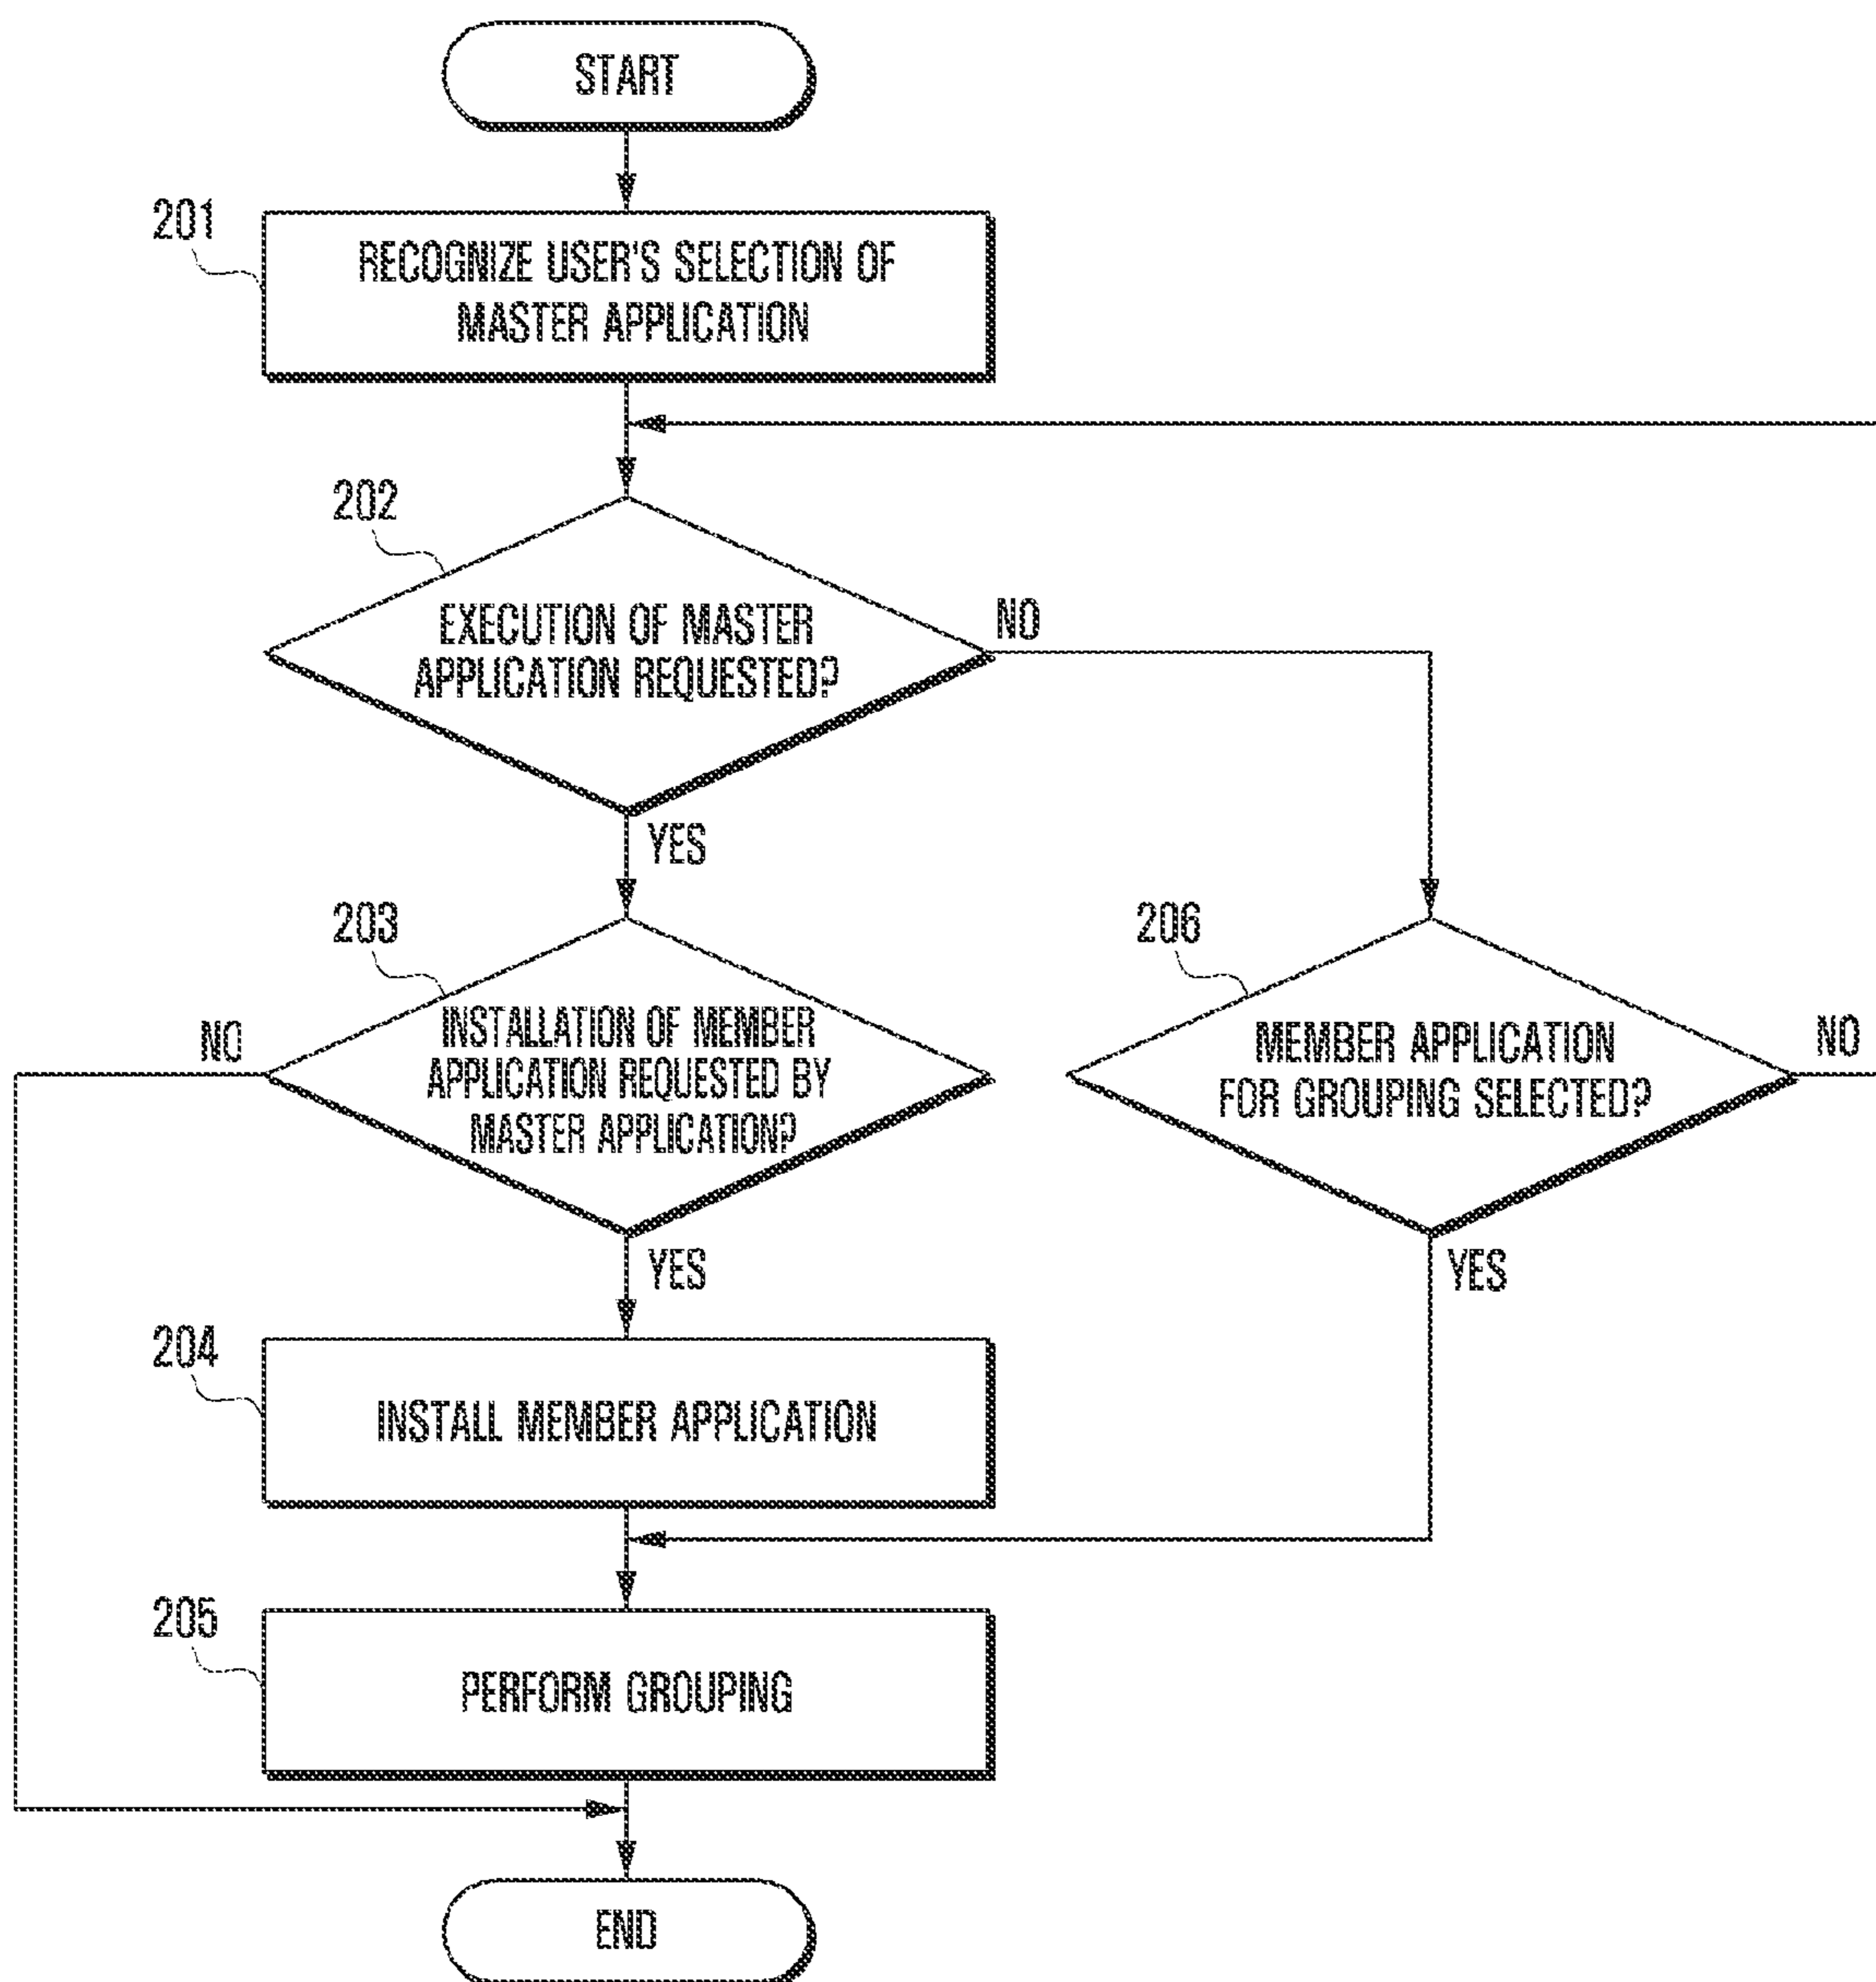 START
201
RECOGNIZE USER'S SELECTION OF
MASTER APPLICATION
202
EXECUTION OF MASTER
APPLICATION REQUESTED?
NO
YES
203
INSTALLATION OF MEMBER
APPLICATION REQUESTED BY
MASTER APPLICATION?
NO
YES
206
MEMBER APPLICATION
FOR GROUPING SELECTED?
NO
YES
204
INSTALL MEMBER APPLICATION
205
PERFORM GROUPING
END